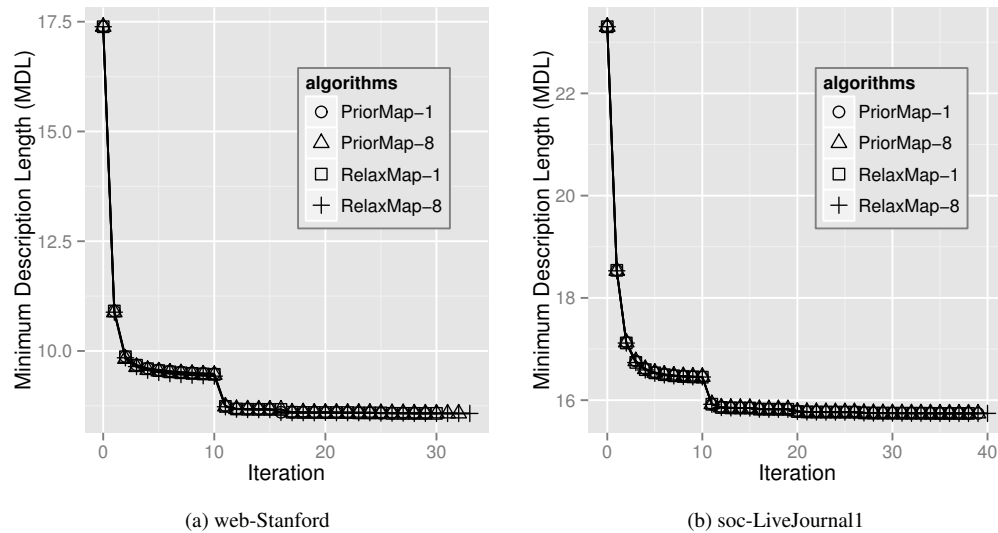 Minimum Description Length (MDL)
17.5
15.0
12.5
10.0
algorithms
PriorMap−1
PriorMap−8
RelaxMap−1
RelaxMap−8
0
10
20
30
Iteration
(a) web-Stanford
Minimum Description Length (MDL)
22
20
18
16
algorithms
PriorMap−1
PriorMap−8
RelaxMap−1
RelaxMap−8
0
10
20
30
40
Iteration
(b) soc-LiveJournal1